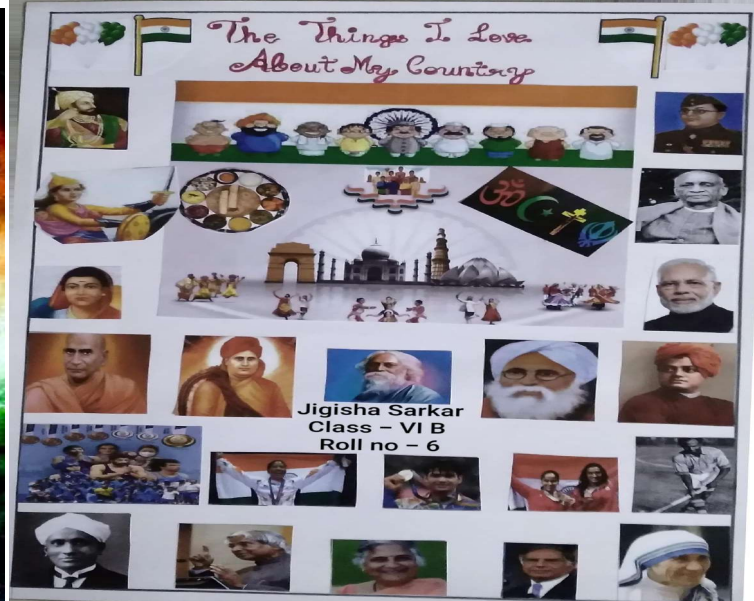 The Things I Love
About My Country
Jigisha Sarkar
Class – VI B
Roll no – 6